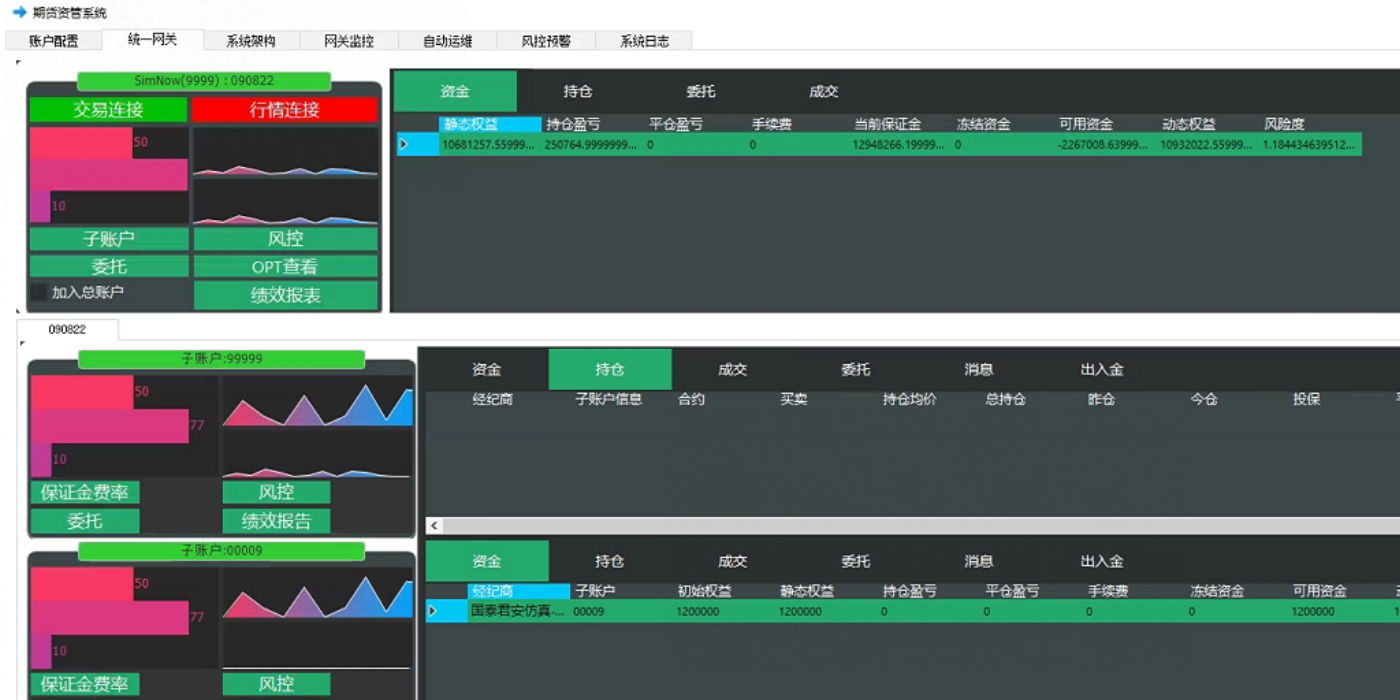 期货资管系统
账户配置 统一网关 系统架构 网关监控 自动运维 风控预警 系统日志
SimNow(9999) : 090822
交易连接 行情连接
50
10
子账户 风控
委托 OPT查看
加入总账户 绩效报表
资金 持仓 委托 成交
静态权益 持仓盈亏 平仓盈亏 手续费 当前保证金 冻结资金 可用资金 动态权益 风险度
10681257.55999... 250764.9999999... 0 0 12948266.19999... 0 -2267008.63999... 10932022.55999... 1.184434639512...
090822
子账户:99999
50
77
10
保证金费率 风控
委托 绩效报告
资金 持仓 成交 委托 消息 出入金
经纪商 子账户信息 合约 买卖 持仓均价 总持仓 昨仓 今仓 投保
子账户:00009
50
77
10
保证金费率 风控
资金 持仓 成交 委托 消息 出入金
经纪商 子账户 初始权益 静态权益 持仓盈亏 平仓盈亏 手续费 冻结资金 可用资金
国泰君安仿真-... 00009 1200000 1200000 0 0 0 0 1200000